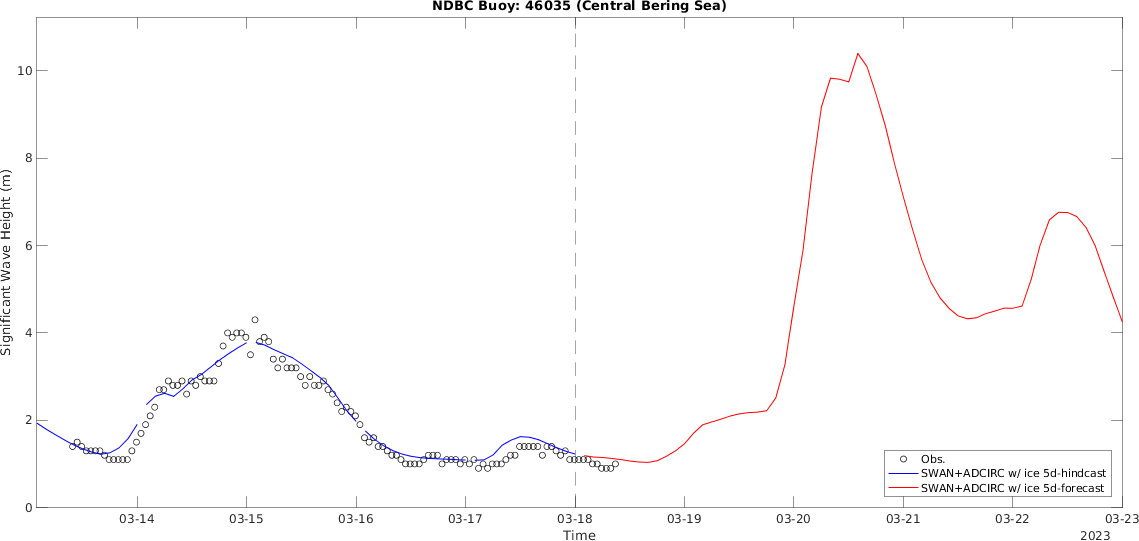 NDBC Buoy: 46035 (Central Bering Sea)
Significant Wave Height (m)
10
8
6
4
2
0
03-14 03-15 03-16 03-17 03-18 03-19 03-20 03-21 03-22 03-23
Time
2023
Obs.
SWAN+ADCIRC w/ ice 5d-hindcast
SWAN+ADCIRC w/ ice 5d-forecast